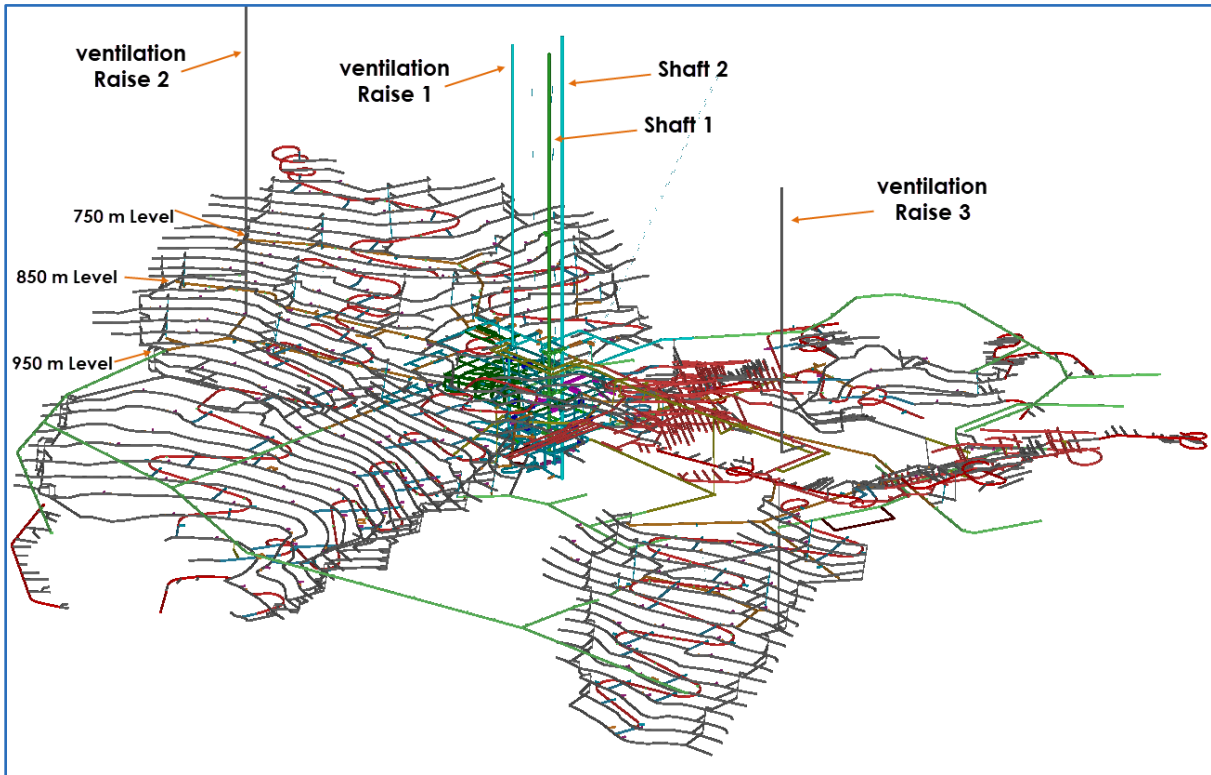 ventilation
Raise 2
ventilation
Raise 1
Shaft 2
Shaft 1
ventilation
Raise 3
750 m Level
850 m Level
950 m Level